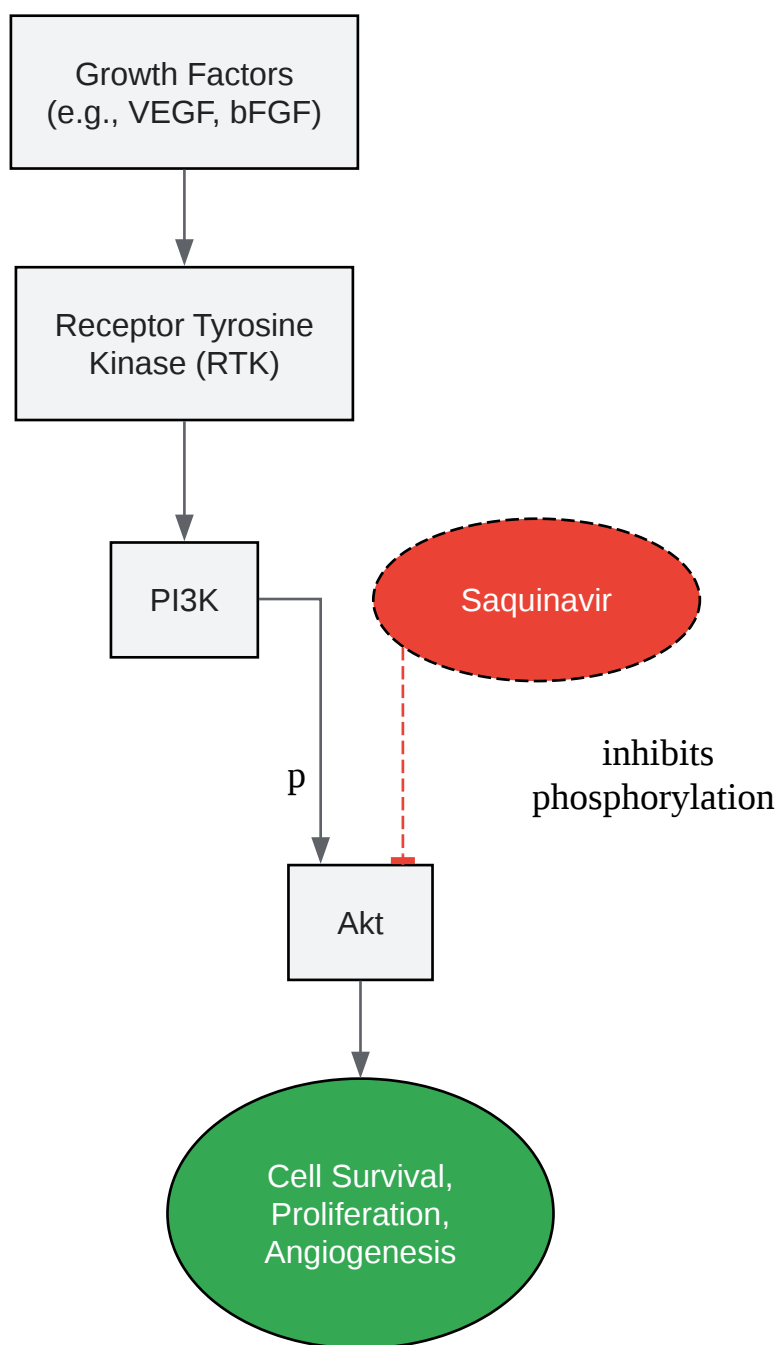 Growth Factors
(e.g., VEGF, bFGF)
Receptor Tyrosine
Kinase (RTK)
PI3K
Saquinavir
inhibits
phosphorylation
p
Akt
Cell Survival,
Proliferation,
Angiogenesis